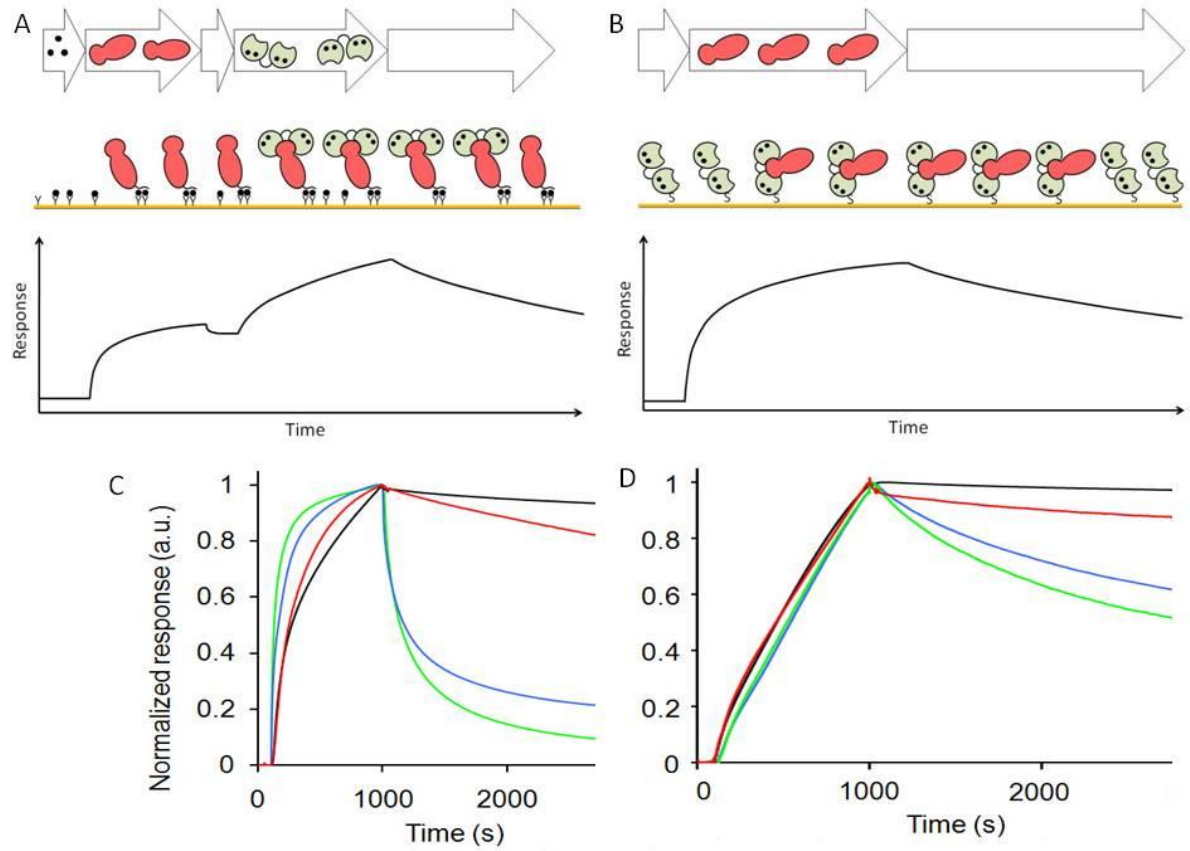 A
B
Y
S S S S S S S S S
Response
Time
Response
Time
C
Normalized response (a.u.)
1
0.8
0.6
0.4
0.2
0
0 1000 2000
Time (s)
D
1
0.8
0.6
0.4
0.2
0
0 1000 2000
Time (s)